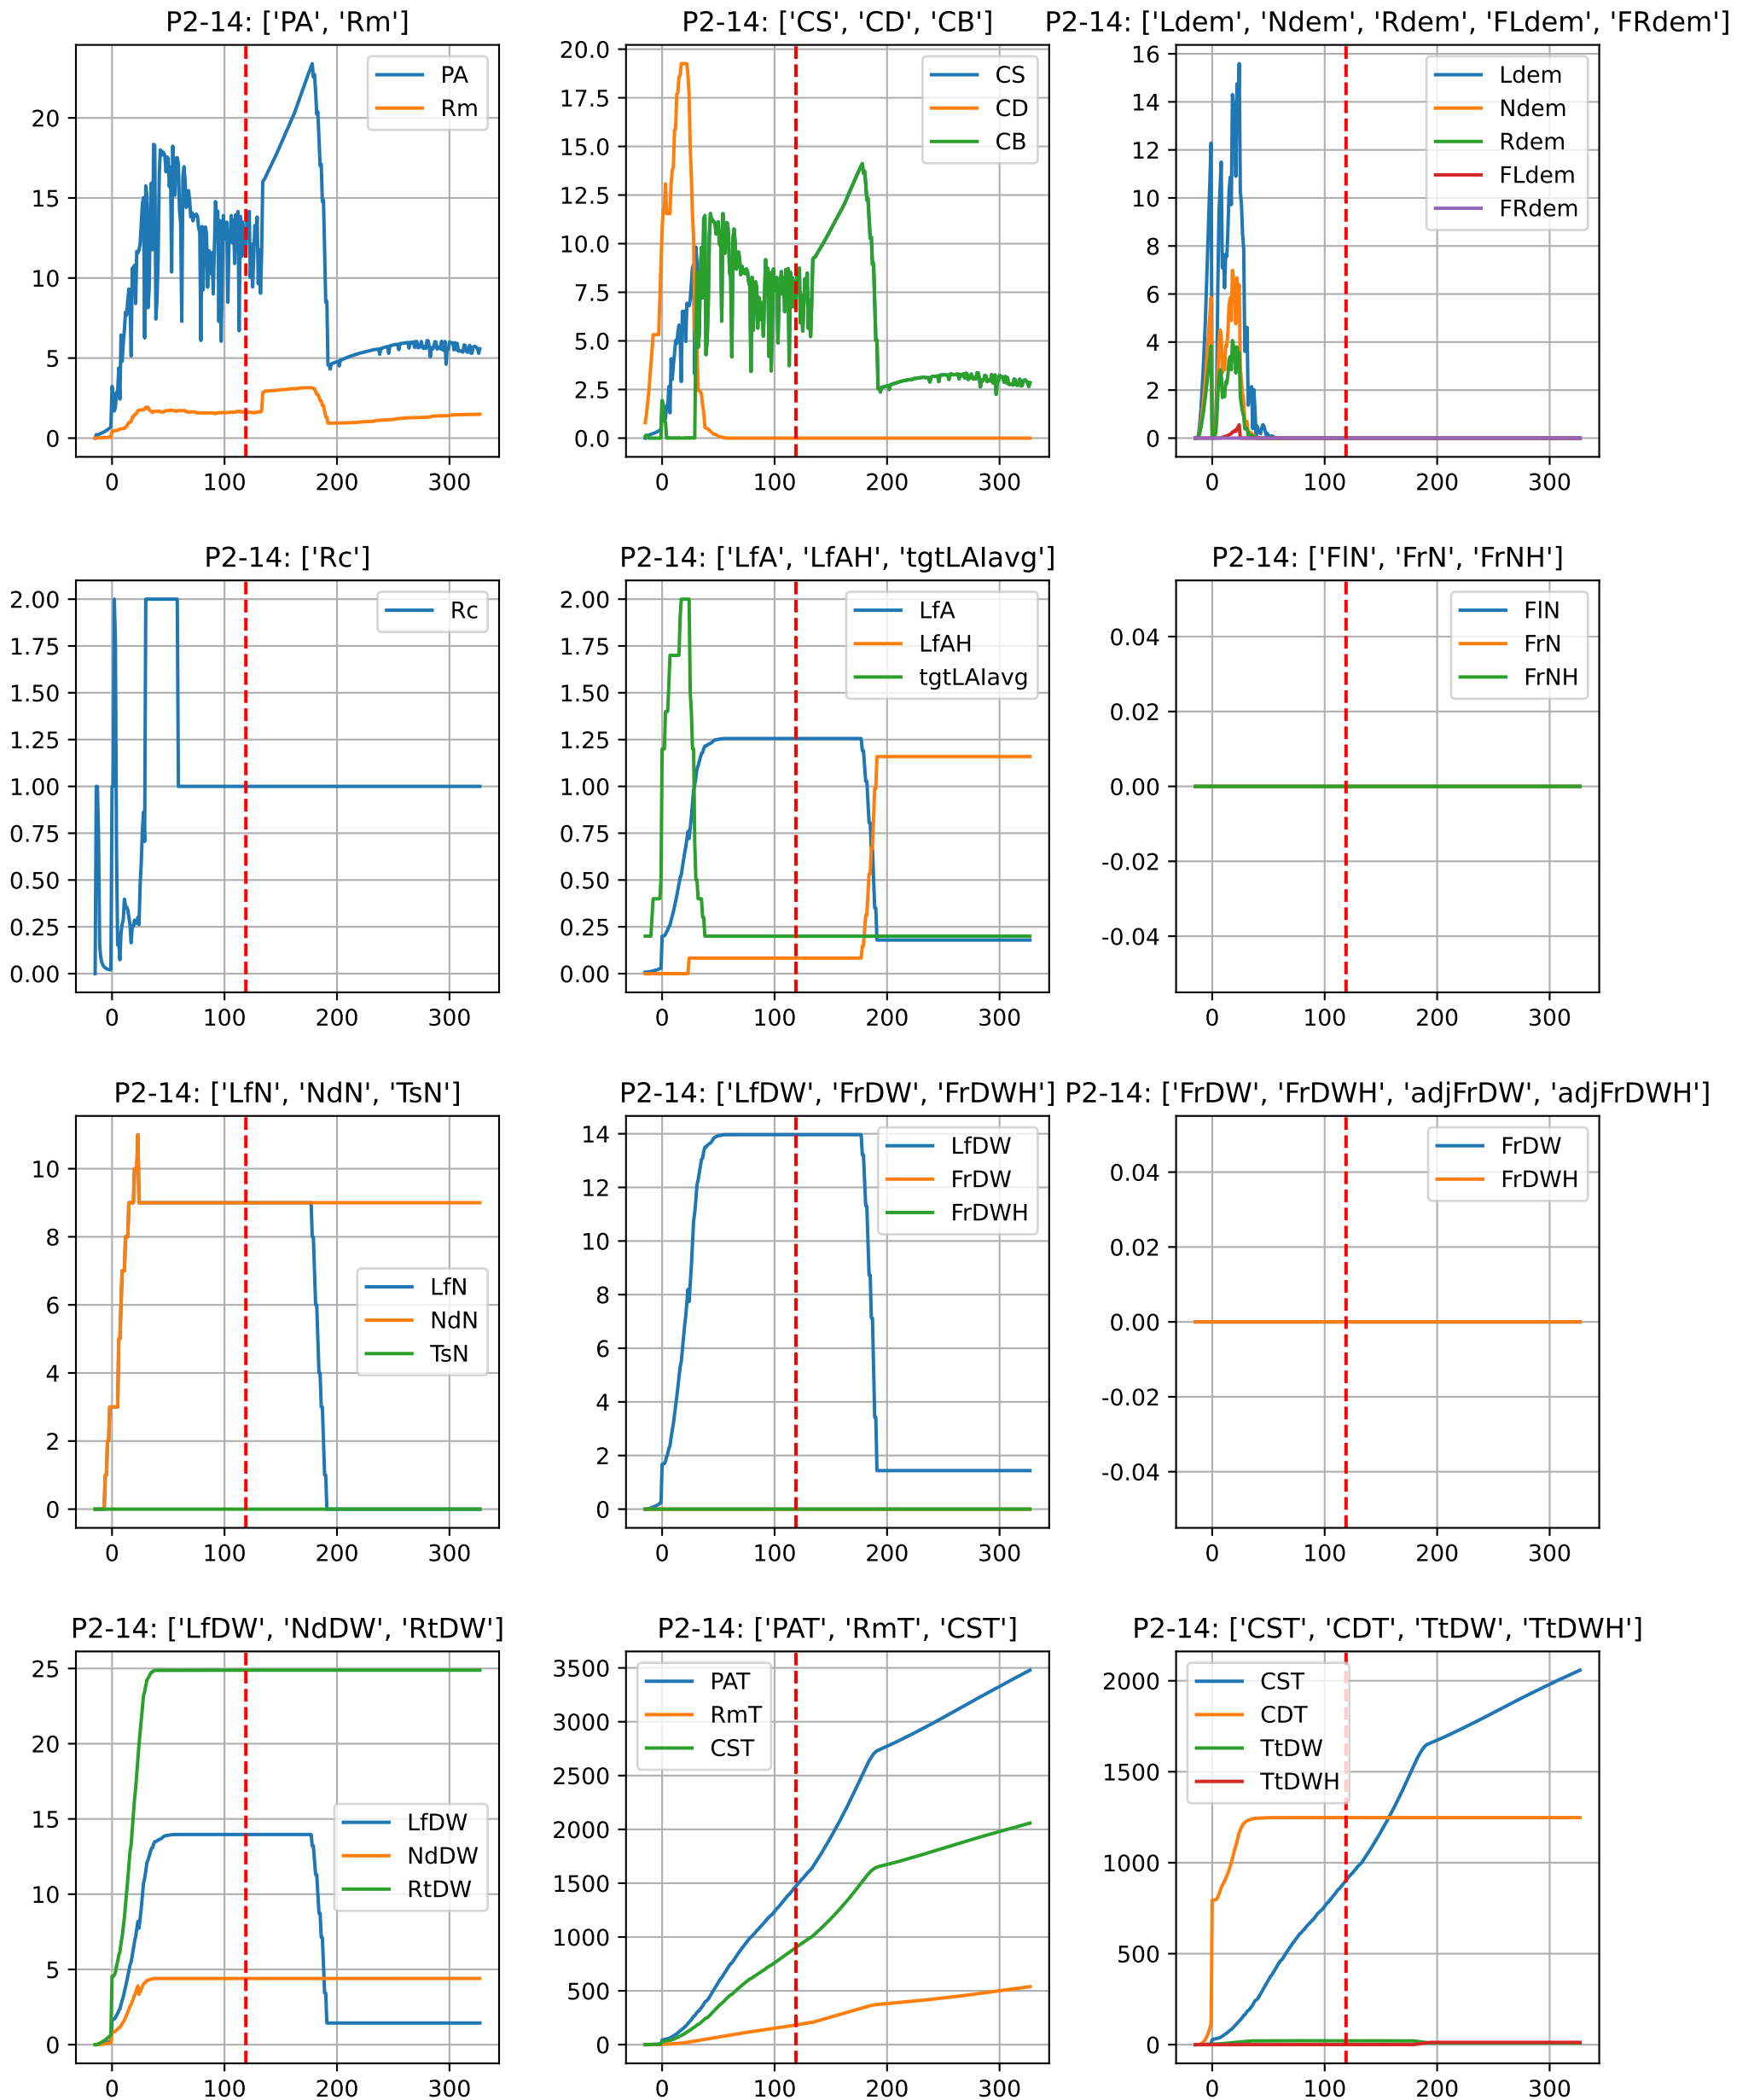 P2-14: ['PA', 'Rm']
20
15
10
5
0
PA
Rm
0 100 200 300
P2-14: ['CS', 'CD', 'CB']
20.0
17.5
15.0
12.5
10.0
7.5
5.0
2.5
0.0
CS
CD
CB
0 100 200 300
P2-14: ['Ldem', 'Ndem', 'Rdem', 'FLdem', 'FRdem']
16
14
12
10
8
6
4
2
0
Ldem
Ndem
Rdem
FLdem
FRdem
0 100 200 300
P2-14: ['Rc']
2.00
1.75
1.50
1.25
1.00
0.75
0.50
0.25
0.00
Rc
0 100 200 300
P2-14: ['LfA', 'LfAH', 'tgtLAIavg']
2.00
1.75
1.50
1.25
1.00
0.75
0.50
0.25
0.00
LfA
LfAH
tgtLAIavg
0 100 200 300
P2-14: ['FlN', 'FrN', 'FrNH']
0.04
0.02
0.00
-0.02
-0.04
FlN
FrN
FrNH
0 100 200 300
P2-14: ['LfN', 'NdN', 'TsN']
10
8
6
4
2
0
LfN
NdN
TsN
0 100 200 300
P2-14: ['LfDW', 'FrDW', 'FrDWH']
14
12
10
8
6
4
2
0
LfDW
FrDW
FrDWH
0 100 200 300
P2-14: ['FrDW', 'FrDWH', 'adjFrDW', 'adjFrDWH']
0.04
0.02
0.00
-0.02
-0.04
FrDW
FrDWH
0 100 200 300
P2-14: ['LfDW', 'NdDW', 'RtDW']
25
20
15
10
5
0
LfDW
NdDW
RtDW
0 100 200 300
P2-14: ['PAT', 'RmT', 'CST']
3500
3000
2500
2000
1500
1000
500
0
PAT
RmT
CST
0 100 200 300
P2-14: ['CST', 'CDT', 'TtDW', 'TtDWH']
2000
1500
1000
500
0
CST
CDT
TtDW
TtDWH
0 100 200 300